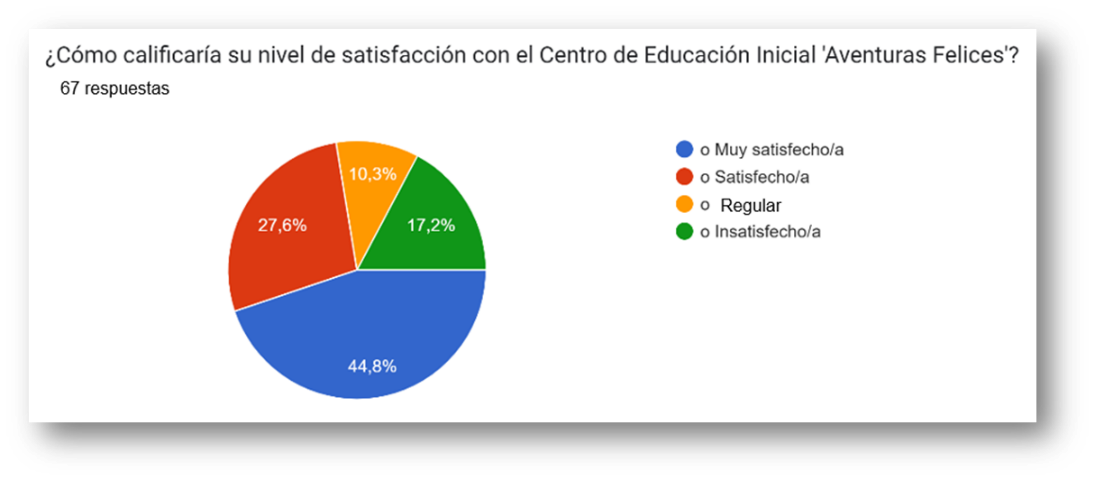 ¿Cómo calificaría su nivel de satisfacción con el Centro de Educación Inicial 'Aventuras Felices'?
67 respuestas
o Muy satisfecho/a
o Satisfecho/a
o Regular
o Insatisfecho/a
10,3%
27,6%
17,2%
44,8%